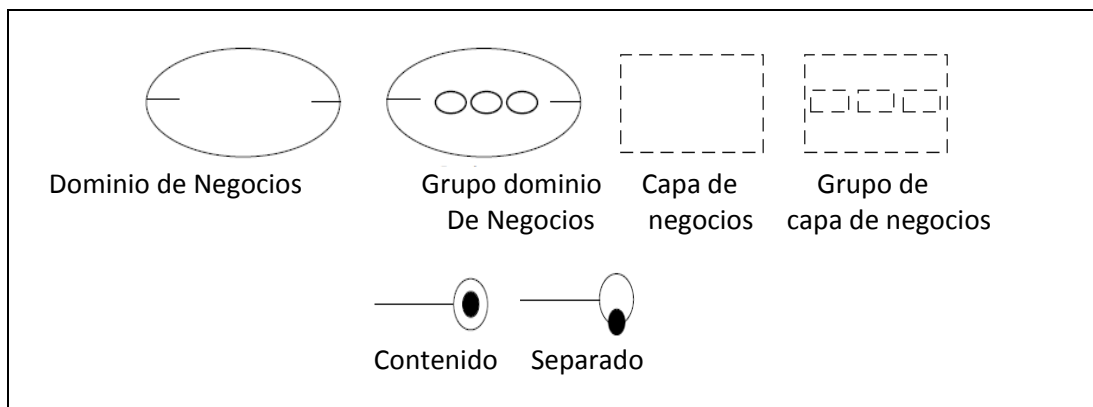 Dominio de Negocios
Grupo dominio
De Negocios
Capa de
negocios
Grupo de
capa de negocios
Contenido
Separado